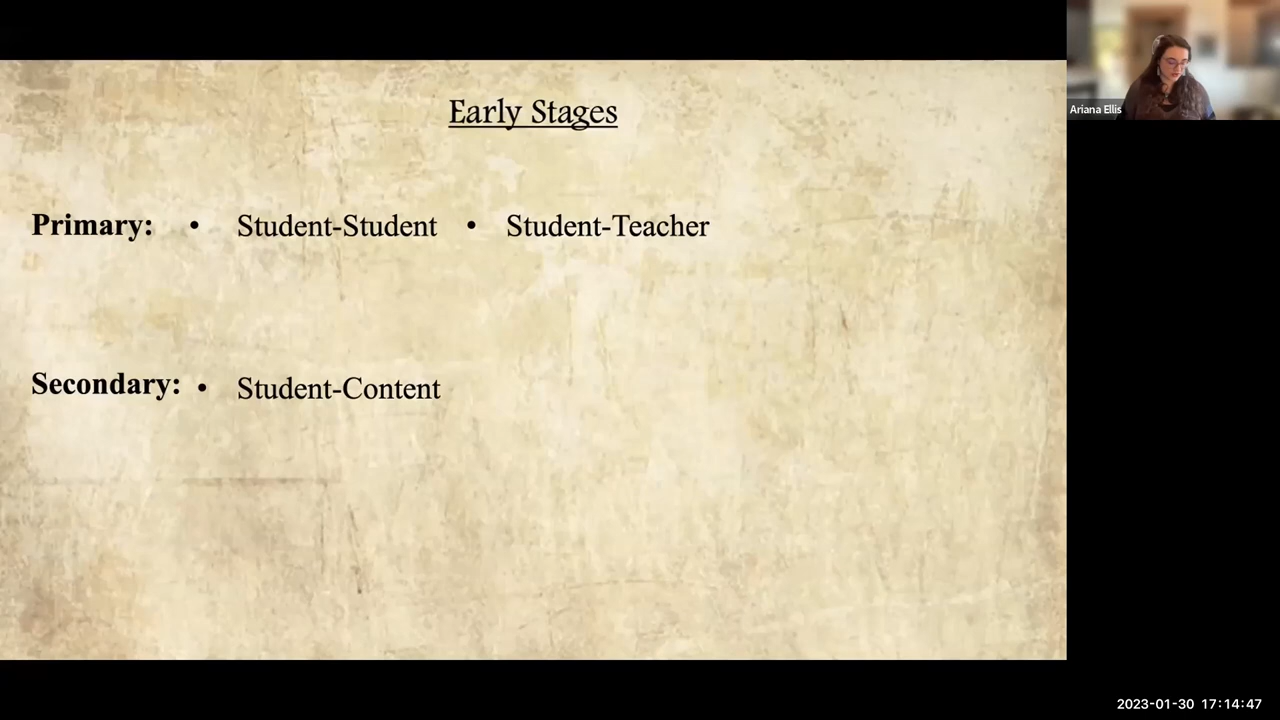 Early Stages
Primary: • Student-Student • Student-Teacher
Secondary: • Student-Content
Ariana Ellis
2023-01-30 17:14:47